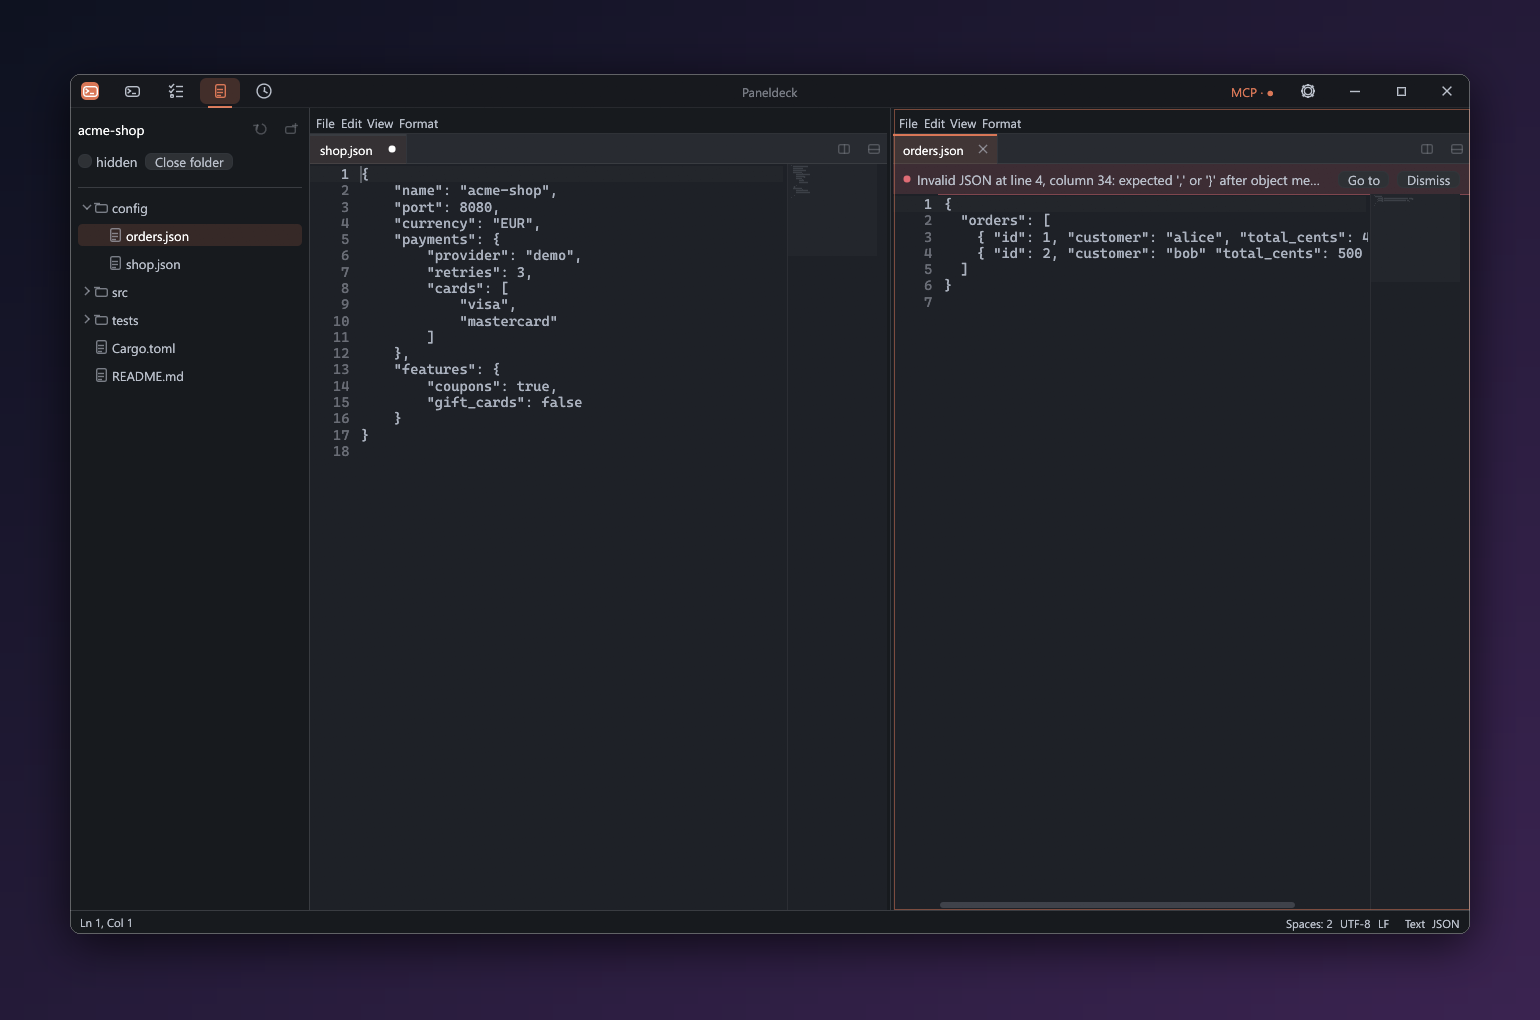 Paneldeck
MCP ·
acme-shop
hidden Close folder
config
orders.json
shop.json
src
tests
Cargo.toml
README.md
File Edit View Format
shop.json
1 {
2     "name": "acme-shop",
3     "port": 8080,
4     "currency": "EUR",
5     "payments": {
6         "provider": "demo",
7         "retries": 3,
8         "cards": [
9             "visa",
10             "mastercard"
11         ]
12     },
13     "features": {
14         "coupons": true,
15         "gift_cards": false
16     }
17 }
18
File Edit View Format
orders.json
Invalid JSON at line 4, column 34: expected ',' or '}' after object me... Go to Dismiss
1 {
2   "orders": [
3     { "id": 1, "customer": "alice", "total_cents": 4
4     { "id": 2, "customer": "bob" "total_cents": 500
5   ]
6 }
7
Ln 1, Col 1
Spaces: 2 UTF-8 LF Text JSON